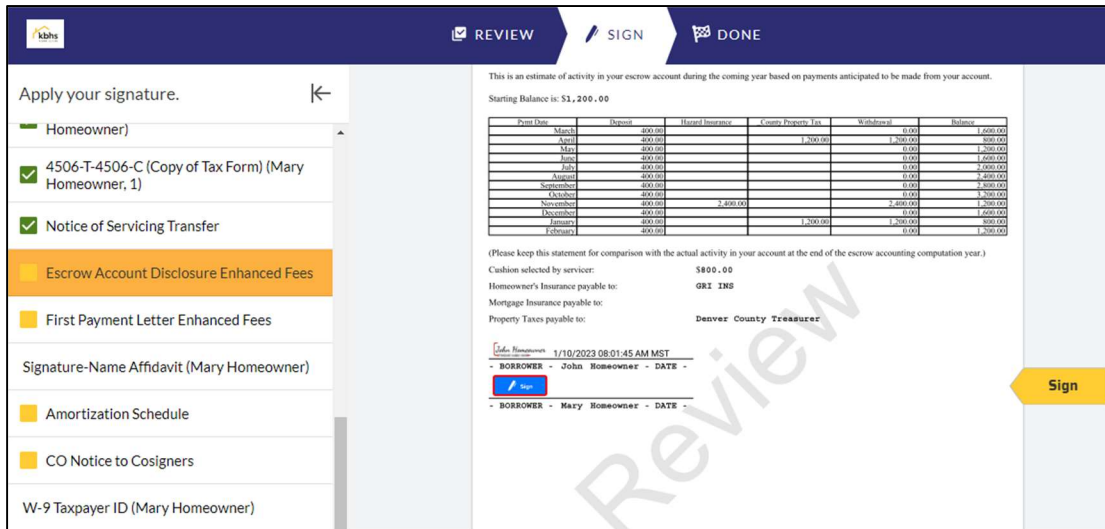 kbhs
REVIEW
SIGN
DONE
Apply your signature.
Homeowner)
4506-T-4506-C (Copy of Tax Form) (Mary
Homeowner, 1)
Notice of Servicing Transfer
Escrow Account Disclosure Enhanced Fees
First Payment Letter Enhanced Fees
Signature-Name Affidavit (Mary Homeowner)
Amortization Schedule
CO Notice to Cosigners
W-9 Taxpayer ID (Mary Homeowner)
This is an estimate of activity in your escrow account during the coming year based on payments anticipated to be made from your account.
Starting Balance is: $1,200.00
Pymt Date Deposit Hazard Insurance County Property Tax Withdrawal Balance
March 400.00 0.00 1,600.00
April 400.00 1,200.00 1,200.00 800.00
May 400.00 0.00 1,200.00
June 400.00 0.00 1,600.00
July 400.00 0.00 2,000.00
August 400.00 0.00 2,400.00
September 400.00 0.00 2,800.00
October 400.00 0.00 3,200.00
November 400.00 2,400.00 2,400.00 1,200.00
December 400.00 0.00 1,600.00
January 400.00 1,200.00 1,200.00 800.00
February 400.00 0.00 1,200.00
(Please keep this statement for comparison with the actual activity in your account at the end of the escrow accounting computation year.)
Cushion selected by servicer: $800.00
Homeowner's Insurance payable to: GRI INS
Mortgage Insurance payable to:
Property Taxes payable to: Denver County Treasurer
John Homeowner 1/10/2023 08:01:45 AM MST
- BORROWER - John Homeowner - DATE -
Sign
- BORROWER - Mary Homeowner - DATE -
Sign
Review